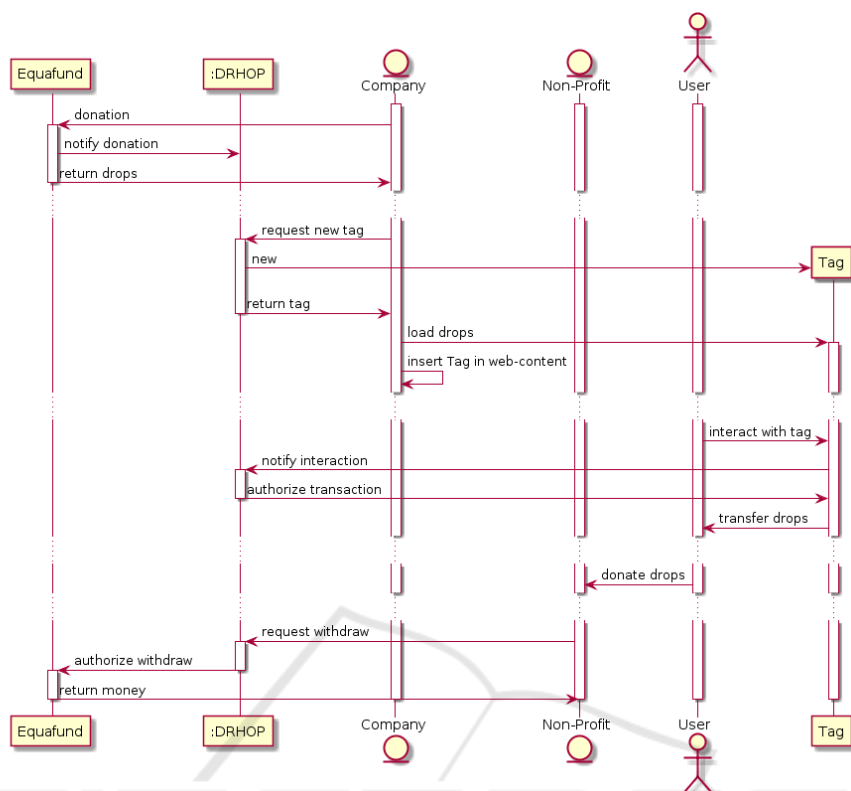 Equafund
:DRHOP
Company
Non-Profit
User
donation
notify donation
return drops
request new tag
new
Tag
return tag
load drops
insert Tag in web-content
interact with tag
notify interaction
authorize transaction
transfer drops
donate drops
request withdraw
authorize withdraw
return money
Equafund
:DRHOP
Company
Non-Profit
User
Tag